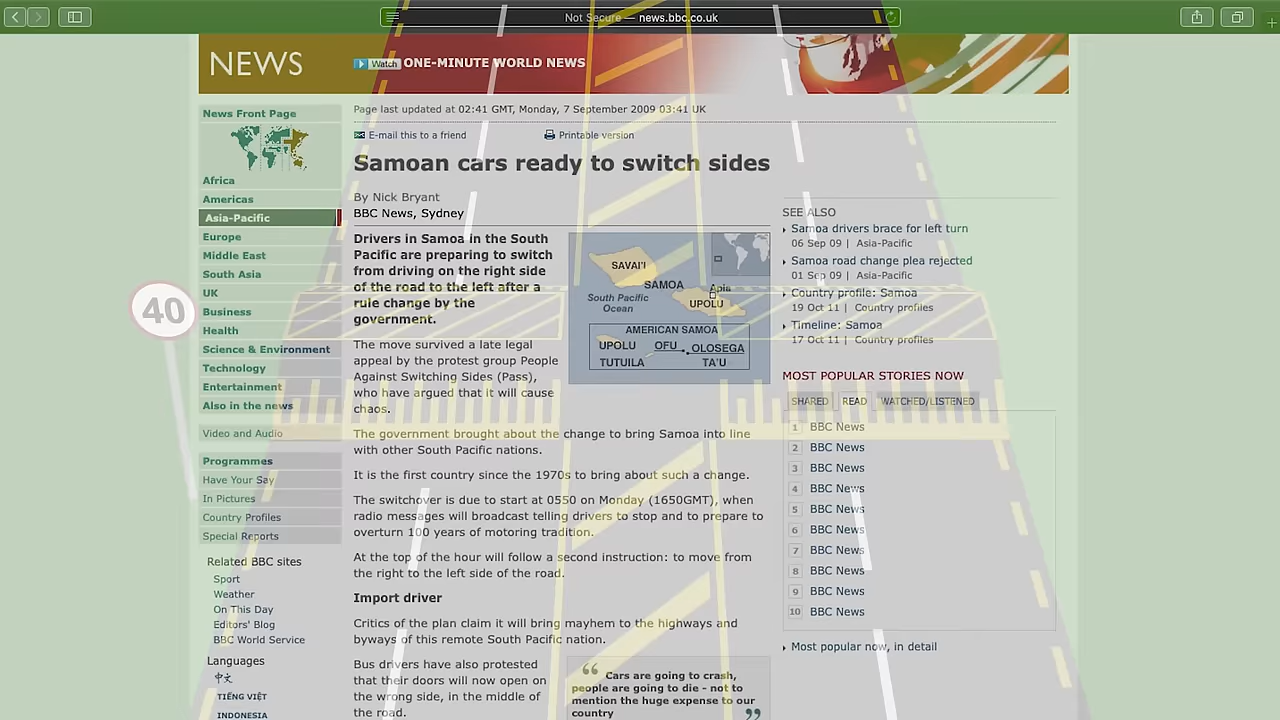 Not Secure — news.bbc.co.uk
NEWS
Watch ONE-MINUTE WORLD NEWS
Page last updated at 02:41 GMT, Monday, 7 September 2009 03:41 UK
E-mail this to a friend
Printable version
Samoan cars ready to switch sides
By Nick Bryant
BBC News, Sydney
Drivers in Samoa in the South
Pacific are preparing to switch
from driving on the right side
of the road to the left after a
rule change by the
government.
The move survived a late legal
appeal by the protest group People
Against Switching Sides (Pass),
who have argued that it will cause
chaos.
SAVAI'I
SAMOA
Apia
South Pacific
Ocean
UPOLU
AMERICAN SAMOA
UPOLU
OFU
OLOSEGA
TUTUILA
TA'U
The government brought about the change to bring Samoa into line
with other South Pacific nations.
It is the first country since the 1970s to bring about such a change.
The switchover is due to start at 0550 on Monday (1650GMT), when
radio messages will broadcast telling drivers to stop and to prepare to
overturn 100 years of motoring tradition.
At the top of the hour will follow a second instruction: to move from
the right to the left side of the road.
Import driver
Critics of the plan claim it will bring mayhem to the highways and
byways of this remote South Pacific nation.
Bus drivers have also protested
that their doors will now open on
the wrong side, in the middle of
the road.
“ Cars are going to crash,
people are going to die - not to
mention the huge expense to our
country ”
News Front Page
Africa
Americas
Asia-Pacific
Europe
Middle East
South Asia
UK
Business
Health
Science & Environment
Technology
Entertainment
Also in the news
Video and Audio
Programmes
Have Your Say
In Pictures
Country Profiles
Special Reports
Related BBC sites
Sport
Weather
On This Day
Editors' Blog
BBC World Service
Languages
中文
TIẾNG VIỆT
INDONESIA
40
SEE ALSO
Samoa drivers brace for left turn
06 Sep 09 | Asia-Pacific
Samoa road change plea rejected
01 Sep 09 | Asia-Pacific
Country profile: Samoa
19 Oct 11 | Country profiles
Timeline: Samoa
17 Oct 11 | Country profiles
MOST POPULAR STORIES NOW
SHARED READ WATCHED/LISTENED
1 BBC News
2 BBC News
3 BBC News
4 BBC News
5 BBC News
6 BBC News
7 BBC News
8 BBC News
9 BBC News
10 BBC News
Most popular now, in detail